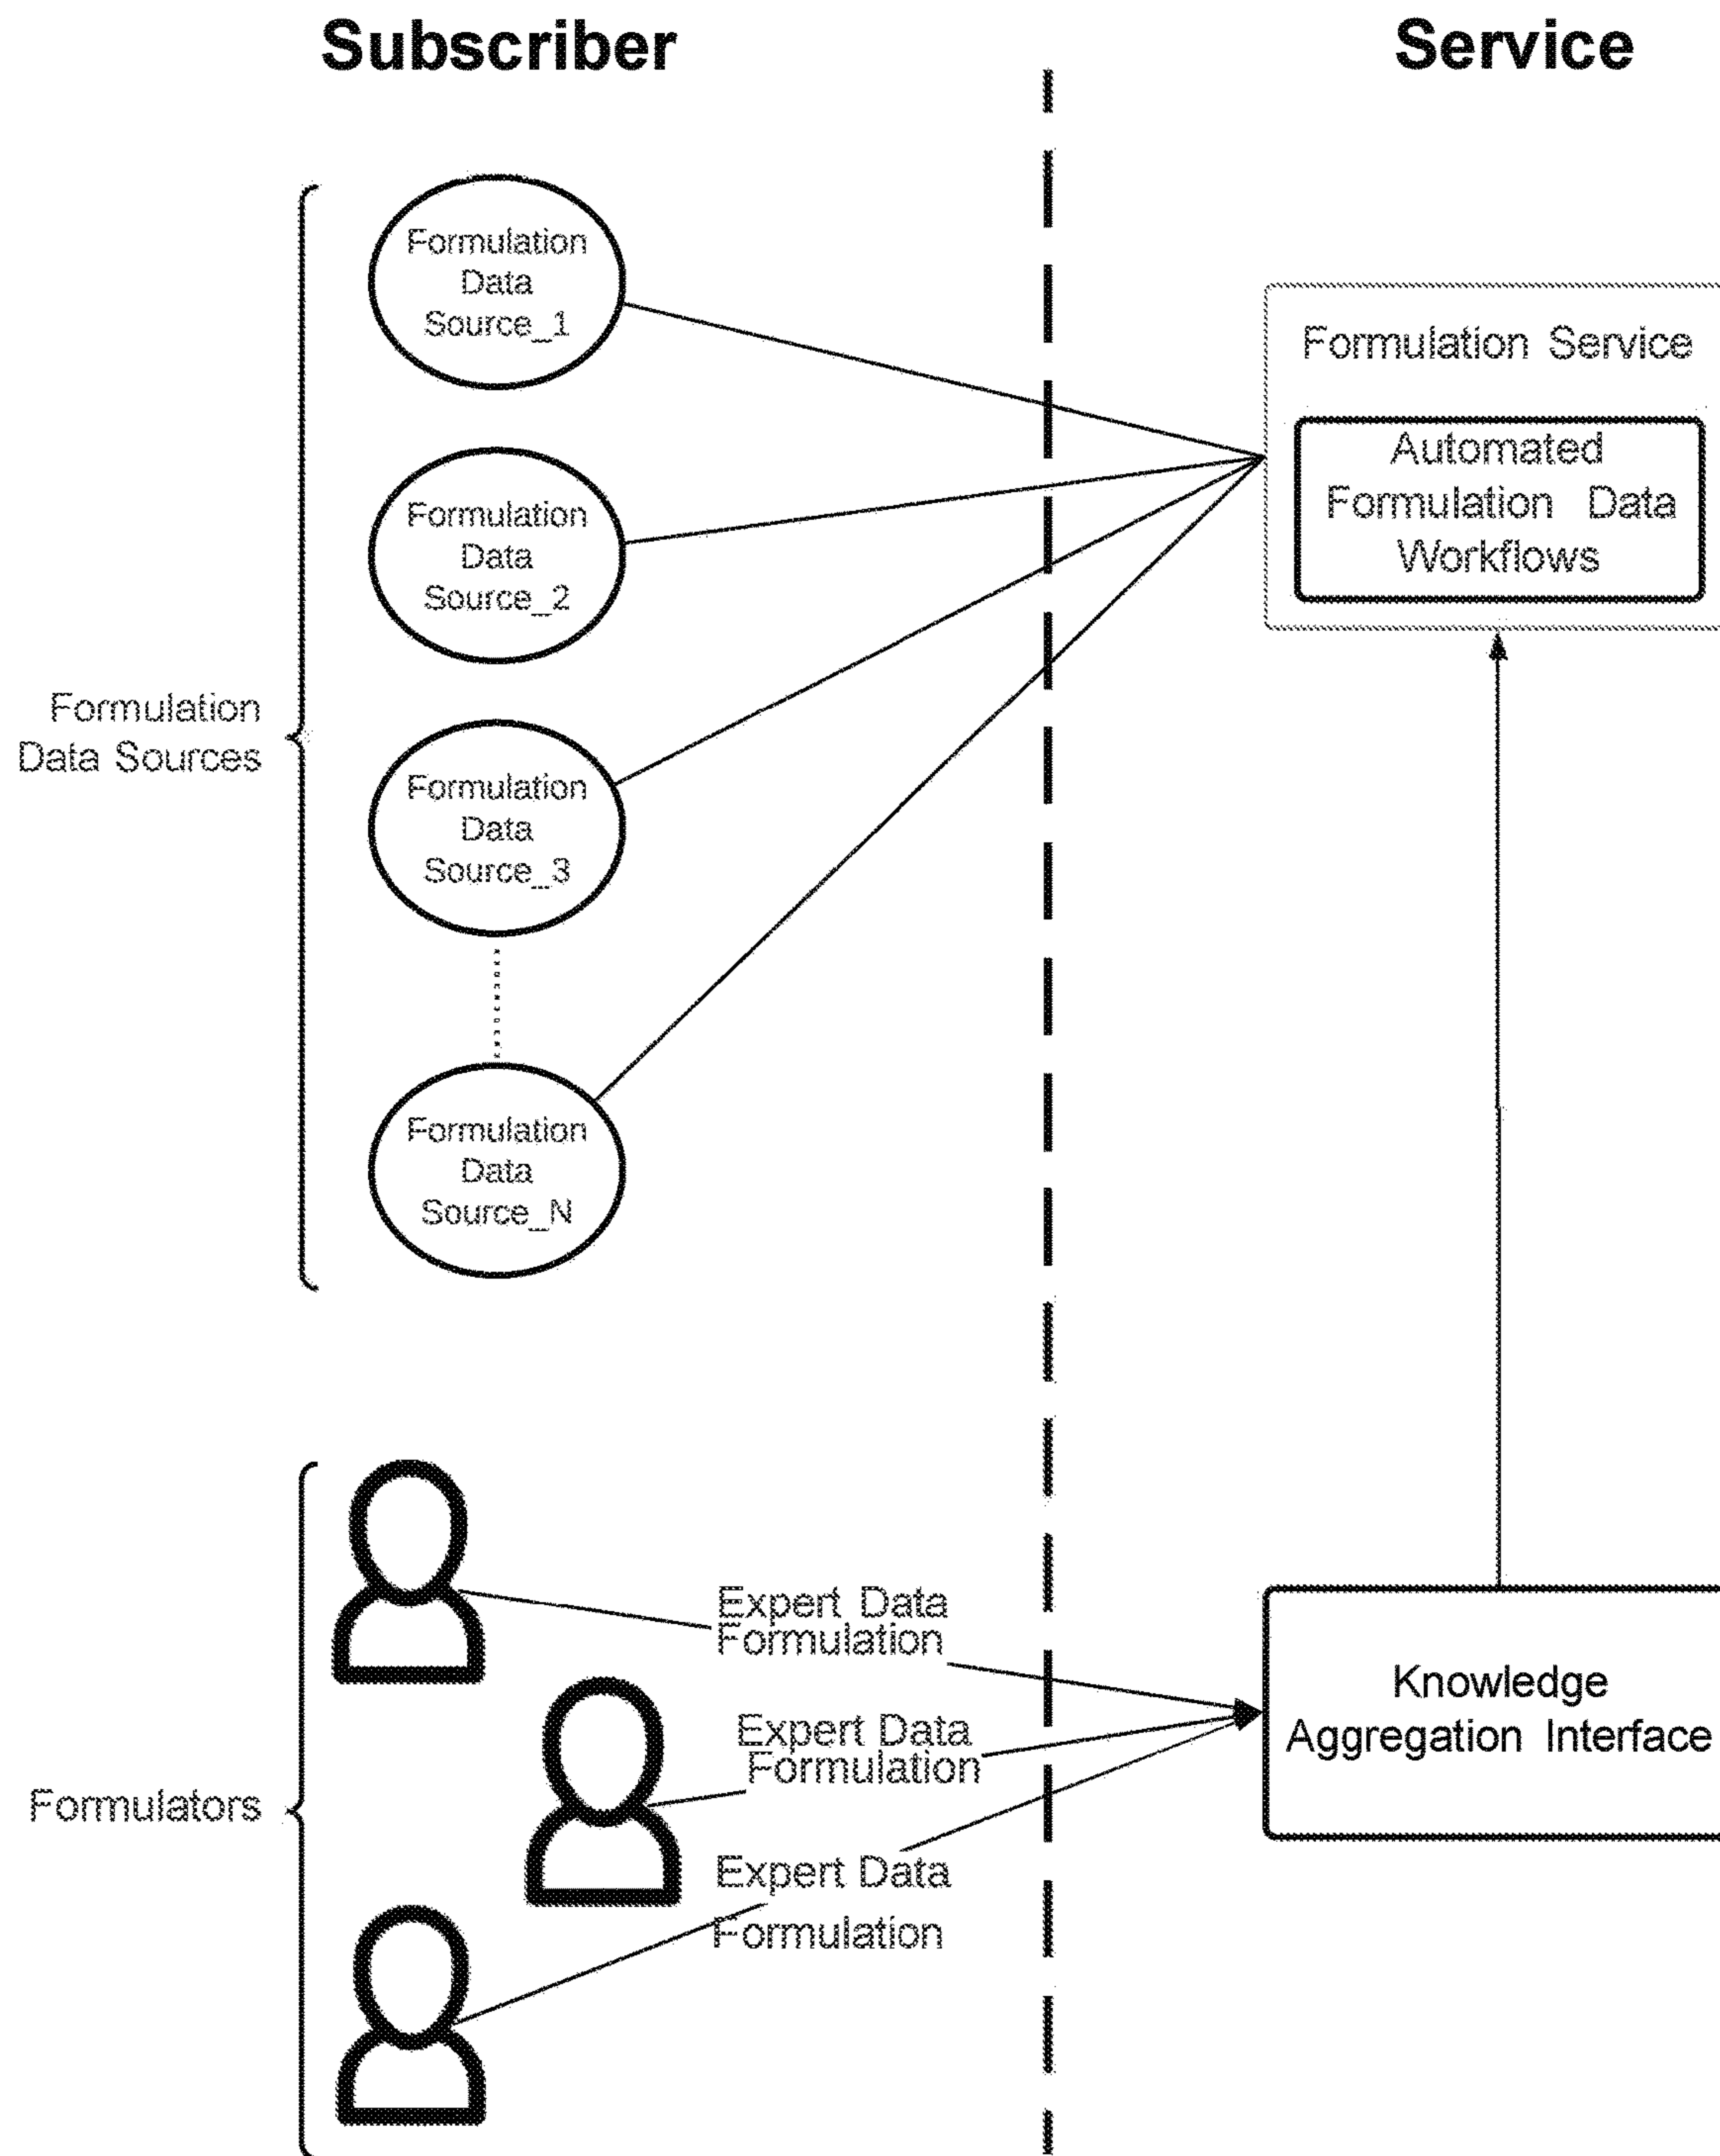 Subscriber
Service
Formulation
Data
Source_1
Formulation Service
Automated
Formulation Data
Workflows
Formulation
Data
Source_2
Formulation
Data Sources
Formulation
Data
Source_3
Formulation
Data
Source_N
Expert Data
Formulation
Knowledge
Aggregation Interface
Expert Data
Formulation
Formulators
Expert Data
Formulation